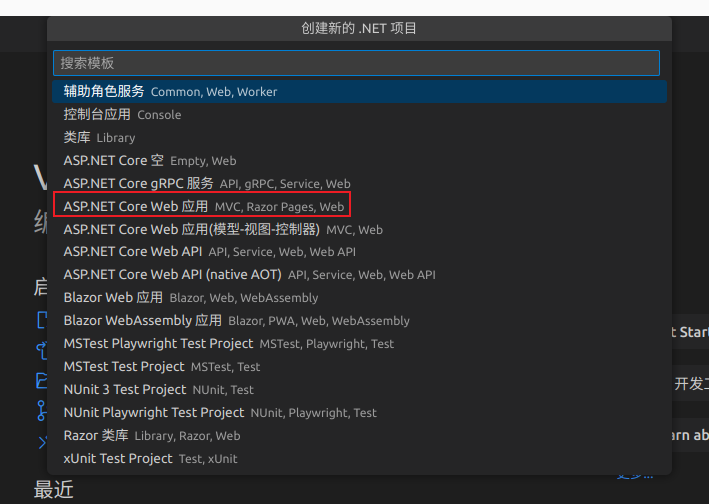 创建新的 .NET 项目
搜索模板
辅助角色服务 Common, Web, Worker
控制台应用 Console
类库 Library
ASP.NET Core 空 Empty, Web
ASP.NET Core gRPC 服务 API, gRPC, Service, Web
ASP.NET Core Web 应用 MVC, Razor Pages, Web
ASP.NET Core Web 应用(模型-视图-控制器) MVC, Web
ASP.NET Core Web API API, Service, Web, Web API
ASP.NET Core Web API (native AOT) API, Service, Web, Web API
Blazor Web 应用 Blazor, Web, WebAssembly
Blazor WebAssembly 应用 Blazor, PWA, Web, WebAssembly
MSTest Playwright Test Project MSTest, Playwright, Test
MSTest Test Project MSTest, Test
NUnit 3 Test Project NUnit, Test
NUnit Playwright Test Project NUnit, Playwright, Test
Razor 类库 Library, Razor, Web
xUnit Test Project Test, xUnit
V
编
启
t Start
开发工
arn ab
更多...
最近